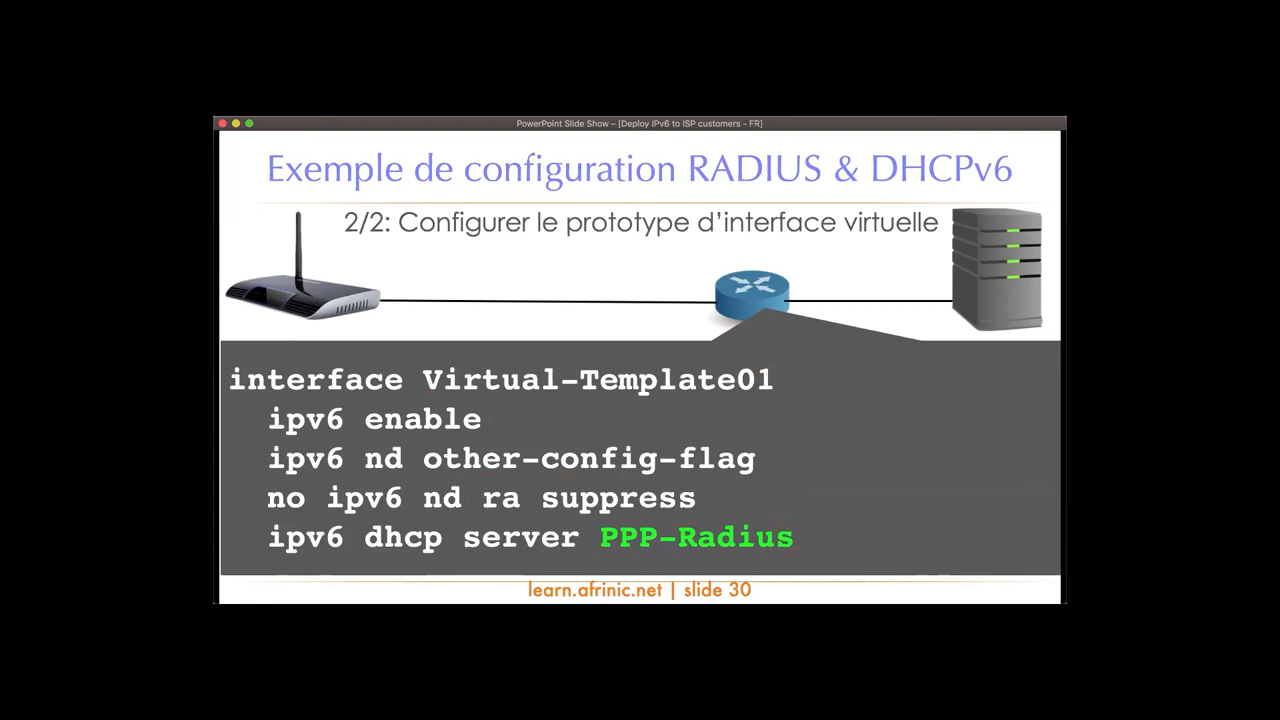 PowerPoint Slide Show – [Deploy IPv6 to ISP customers - FR]
Exemple de configuration RADIUS & DHCPv6
2/2: Configurer le prototype d’interface virtuelle
interface Virtual-Template01
ipv6 enable
ipv6 nd other-config-flag
no ipv6 nd ra suppress
ipv6 dhcp server PPP-Radius
learn.afrinic.net | slide 30